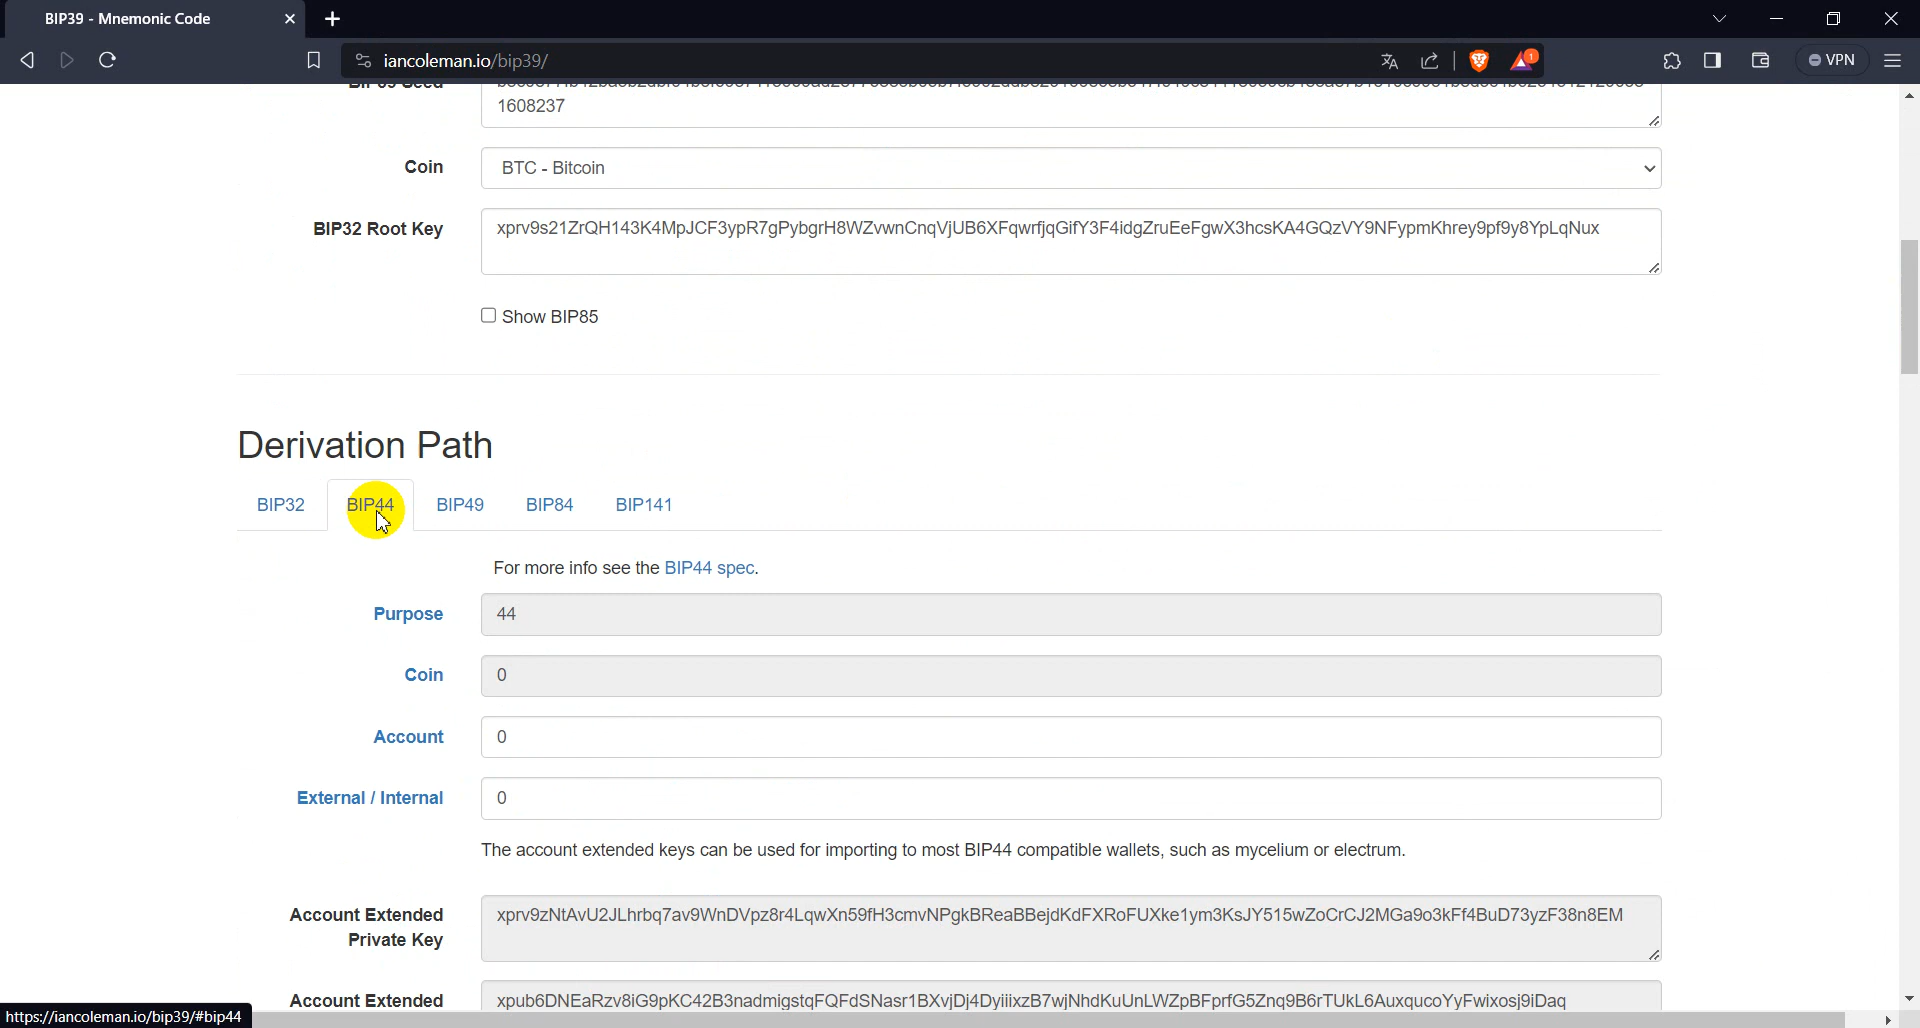 BIP39 - Mnemonic Code
iancoleman.io/bip39/
1
VPN
1608237
Coin
BTC - Bitcoin
BIP32 Root Key
xprv9s21ZrQH143K4MpJCF3ypR7gPybgrH8WZvwnCnqVjUB6XFqwrfjqGifY3F4idgZruEeFgwX3hcsKA4GQzVY9NFypmKhrey9pf9y8YpLqNux
Show BIP85
Derivation Path
BIP32
BIP44
BIP49
BIP84
BIP141
For more info see the BIP44 spec.
Purpose
44
Coin
0
Account
0
External / Internal
0
The account extended keys can be used for importing to most BIP44 compatible wallets, such as mycelium or electrum.
Account Extended
Private Key
xprv9zNtAvU2JLhrbq7av9WnDVpz8r4LqwXn59fH3cmvNPgkBReaBBejdKdFXRoFUXke1ym3KsJY515wZoCrCJ2MGa9o3kFf4BuD73yzF38n8EM
Account Extended
xpub6DNEaRzv8iG9pKC42B3nadmigstqFQFdSNasr1BXvjDj4DyiiixzB7wjNhdKuUnLWZpBFprfG5Znq9B6rTUkL6AuxqucoYyFwixosj9iDaq
https://iancoleman.io/bip39/#bip44